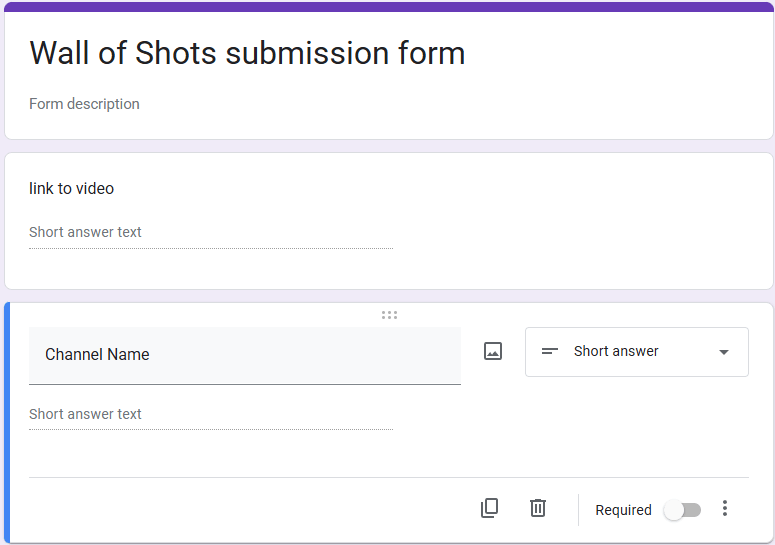 Wall of Shots submission form
Form description
link to video
Short answer text
Channel Name
Short answer
Short answer text
Required